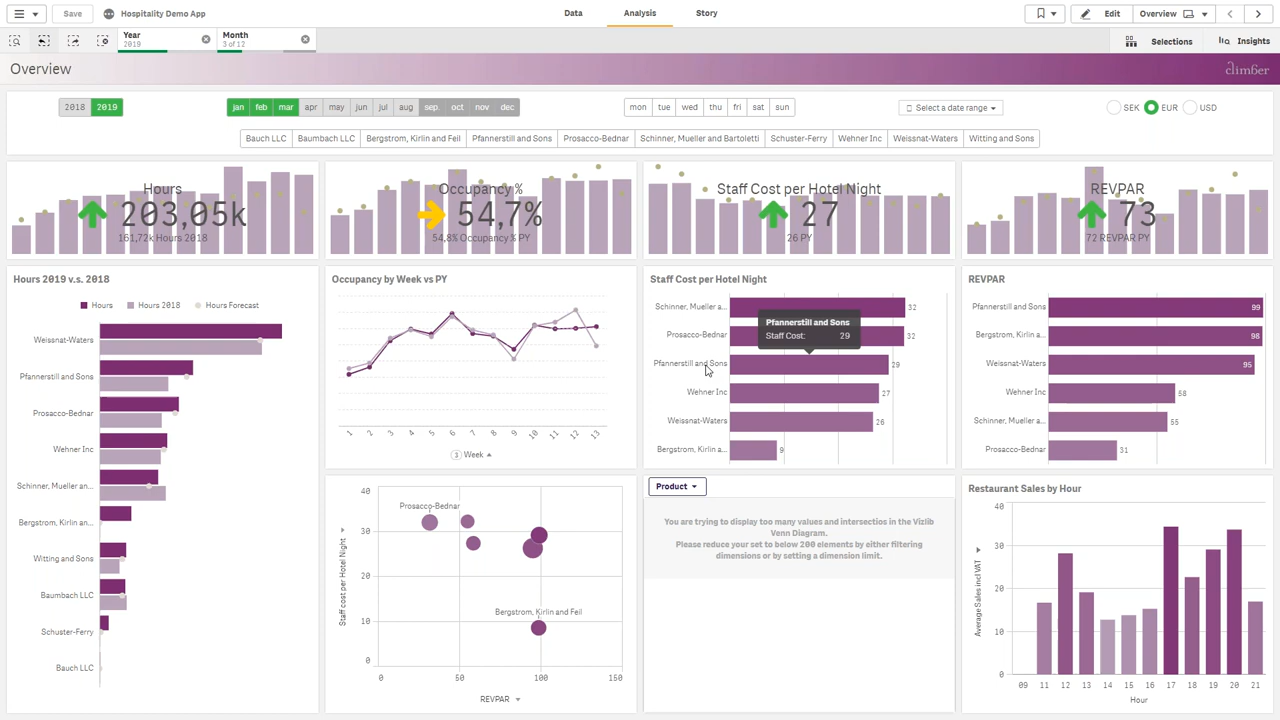 Save
Hospitality Demo App
Data
Analysis
Story
Edit
Overview
Year
2019
Month
3 of 12
Selections
Insights
Overview
climber
2018 2019
jan feb mar apr may jun jul aug sep. oct nov dec
mon tue wed thu fri sat sun
Select a date range
SEK EUR USD
Bauch LLC
Baumbach LLC
Bergstrom, Kirlin and Feil
Pfannerstill and Sons
Prosacco-Bednar
Schinner, Mueller and Bartoletti
Schuster-Ferry
Wehner Inc
Weissnat-Waters
Witting and Sons
Hours
203,05k
161,72k Hours 2018
Occupancy %
54,7%
54,8% Occupancy % PY
Staff Cost per Hotel Night
27
26 PY
REVPAR
73
72 REVPAR PY
Hours 2019 v.s. 2018
Hours Hours 2018 Hours Forecast
Weissnat-Waters
Pfannerstill and Sons
Prosacco-Bednar
Wehner Inc
Schinner, Mueller an...
Bergstrom, Kirlin an...
Witting and Sons
Baumbach LLC
Schuster-Ferry
Bauch LLC
Occupancy by Week vs PY
1 2 3 4 5 6 7 8 9 10 11 12 13
1 Week
Staff Cost per Hotel Night
Schinner, Mueller a... 32
Prosacco-Bednar 32
Pfannerstill and Sons 29
Wehner Inc 27
Weissnat-Waters 26
Bergstrom, Kirlin a... 9
Pfannerstill and Sons
Staff Cost: 29
REVPAR
Pfannerstill and Sons 99
Bergstrom, Kirlin a... 98
Weissnat-Waters 95
Wehner Inc 58
Schinner, Mueller a... 55
Prosacco-Bednar 31
Staff cost per Hotel Night
40
30
20
10
0
Prosacco-Bednar
Bergstrom, Kirlin and Feil
0 50 100 150
REVPAR
Product
You are trying to display too many values and intersections in the Vizlib
Venn Diagram.
Please reduce your set to below 200 elements by either filtering
dimensions or by setting a dimension limit.
Restaurant Sales by Hour
Average Sales incl VAT
40
30
20
10
0
09 11 12 13 14 15 16 17 18 19 20 21
Hour